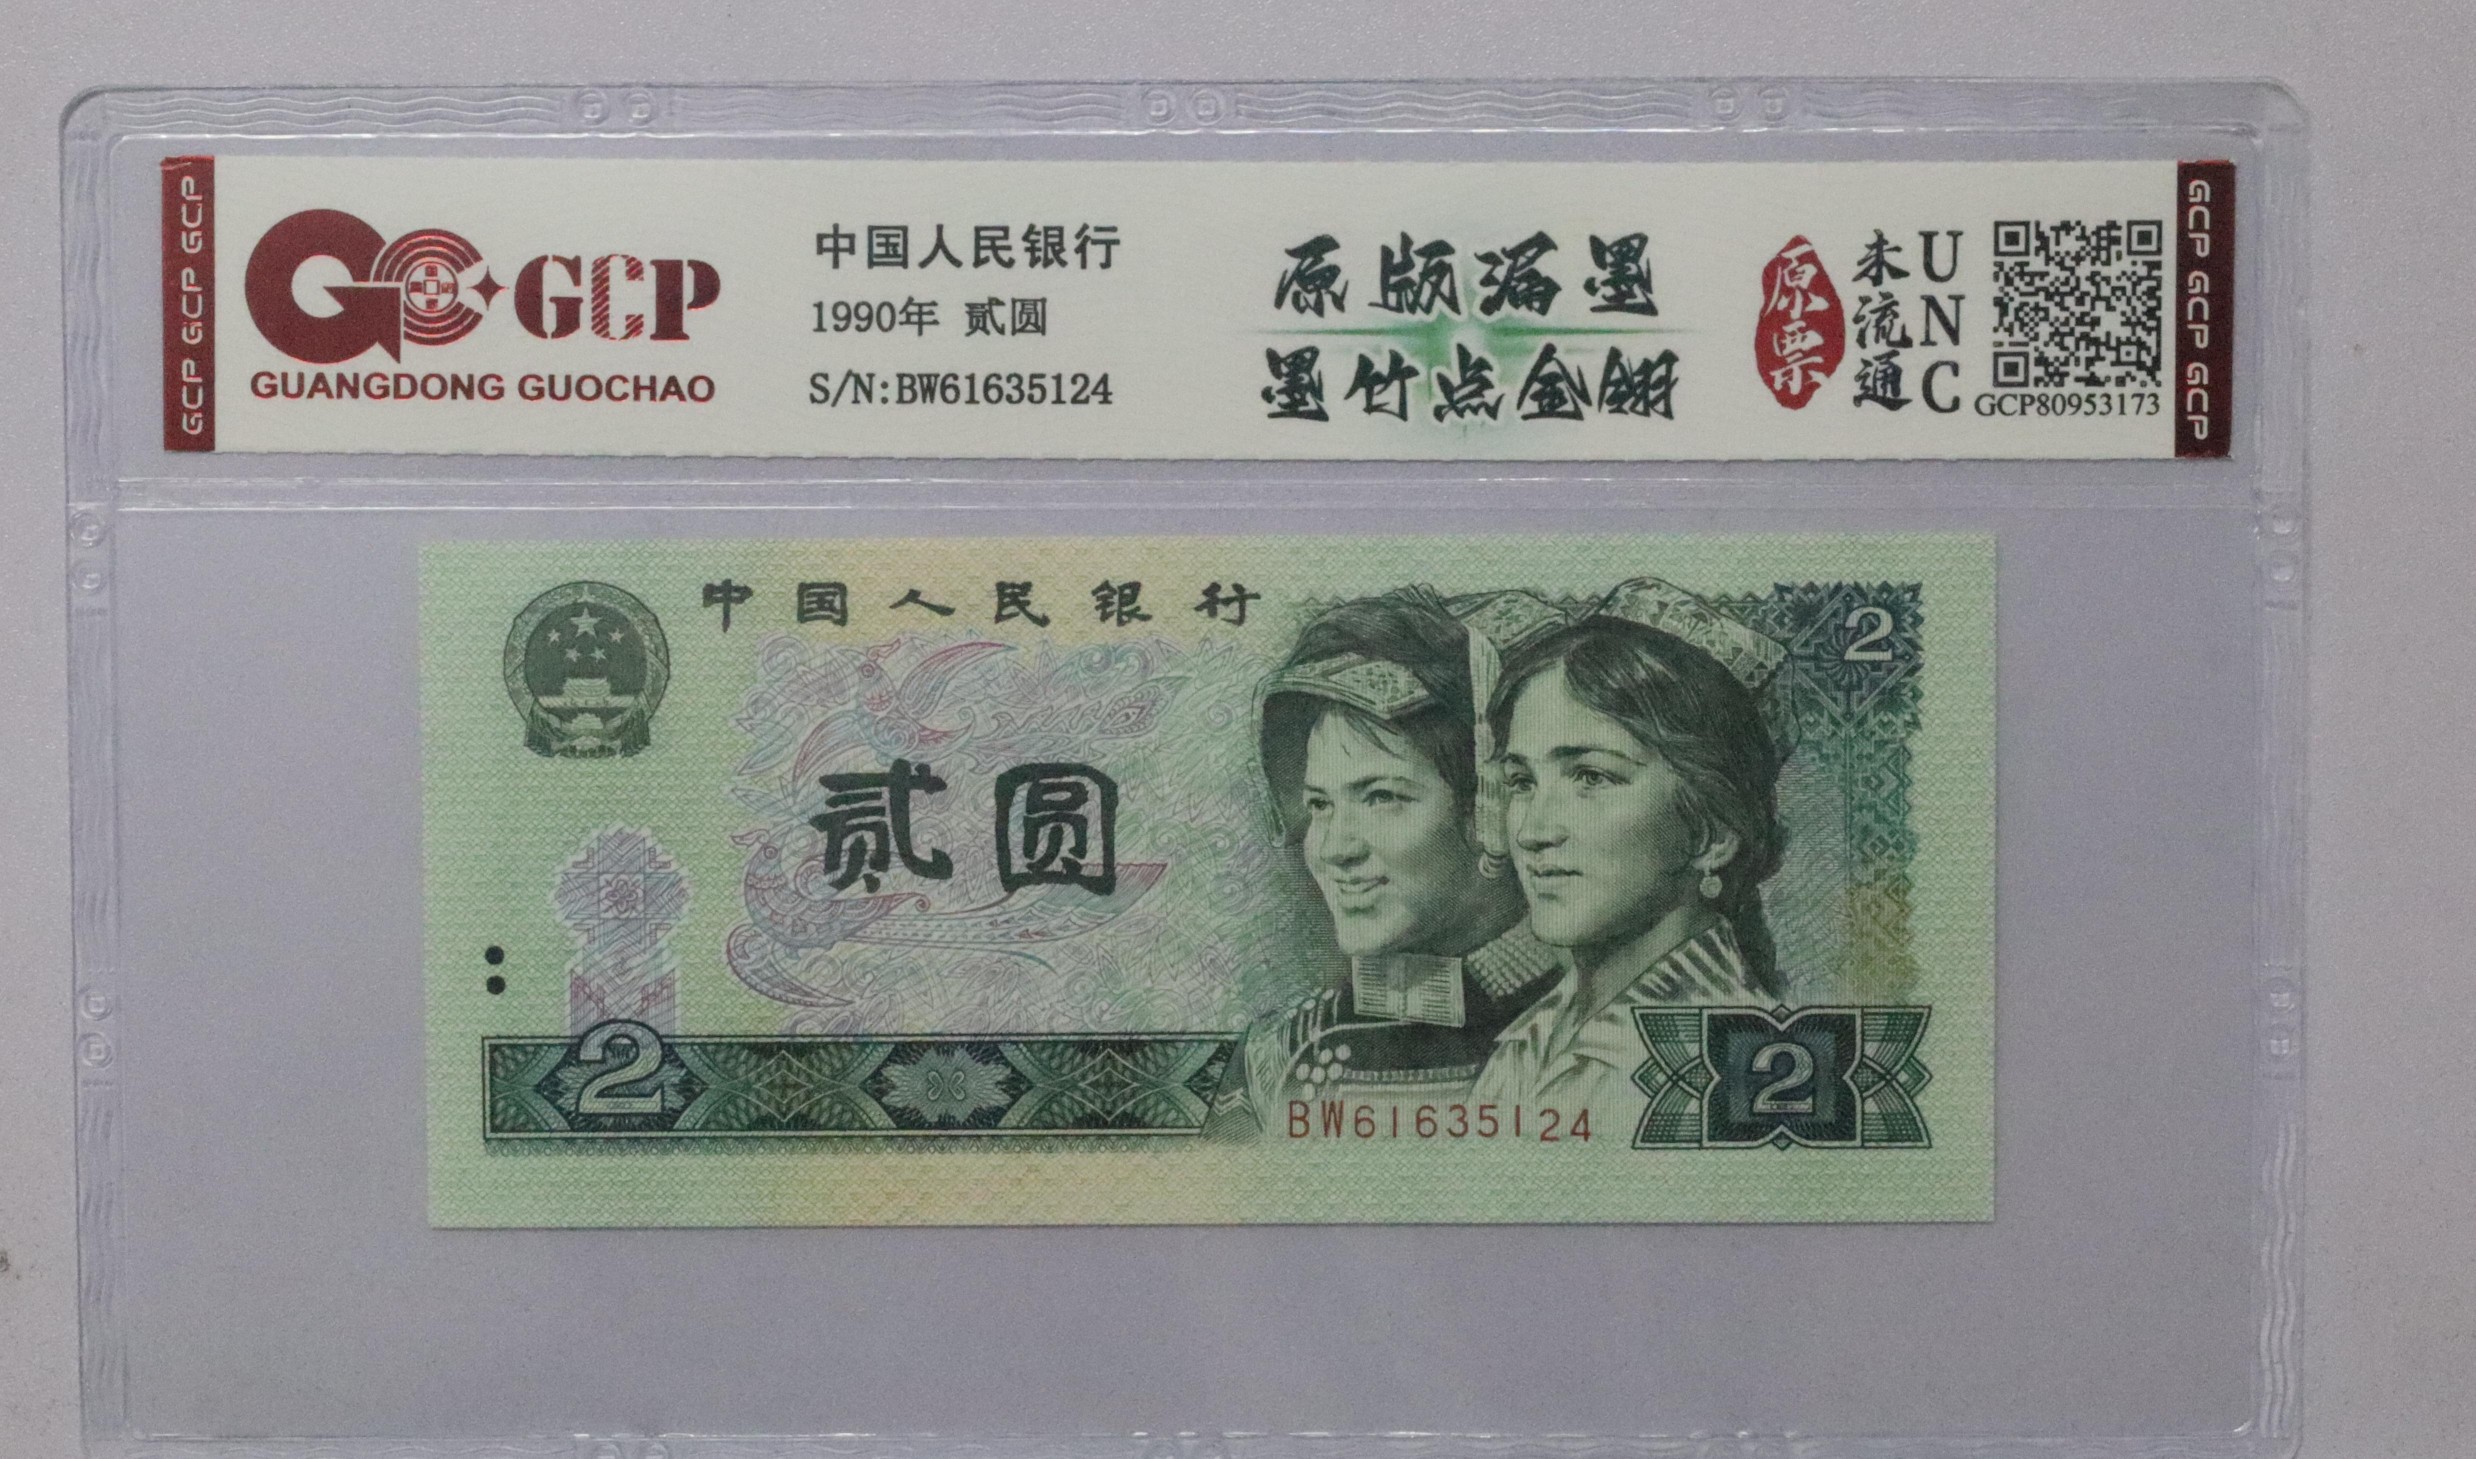 GCP GCP GCP
GCP
GUANGDONG GUOCHAO
中国人民银行
1990年 贰圆
S/N:BW61635124
原版漏墨
墨竹点金翅
原票
未流通
UNC
GCP80953173
GCP GCP GCP
中国人民银行
2
贰圆
2
BW61635124
2